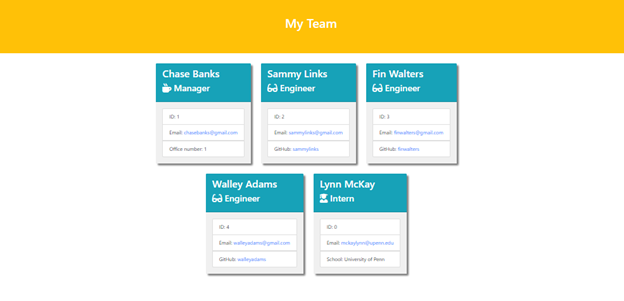 My Team
Chase Banks
Manager
ID: 1
Email: chasebanks@gmail.com
Office number: 1
Sammy Links
Engineer
ID: 2
Email: sammylinks@gmail.com
GitHub: sammylinks
Fin Walters
Engineer
ID: 3
Email: finwalters@gmail.com
GitHub: finwalters
Walley Adams
Engineer
ID: 4
Email: walleyadams@gmail.com
GitHub: walleyadams
Lynn McKay
Intern
ID: 0
Email: mckaylynn@upenn.edu
School: University of Penn